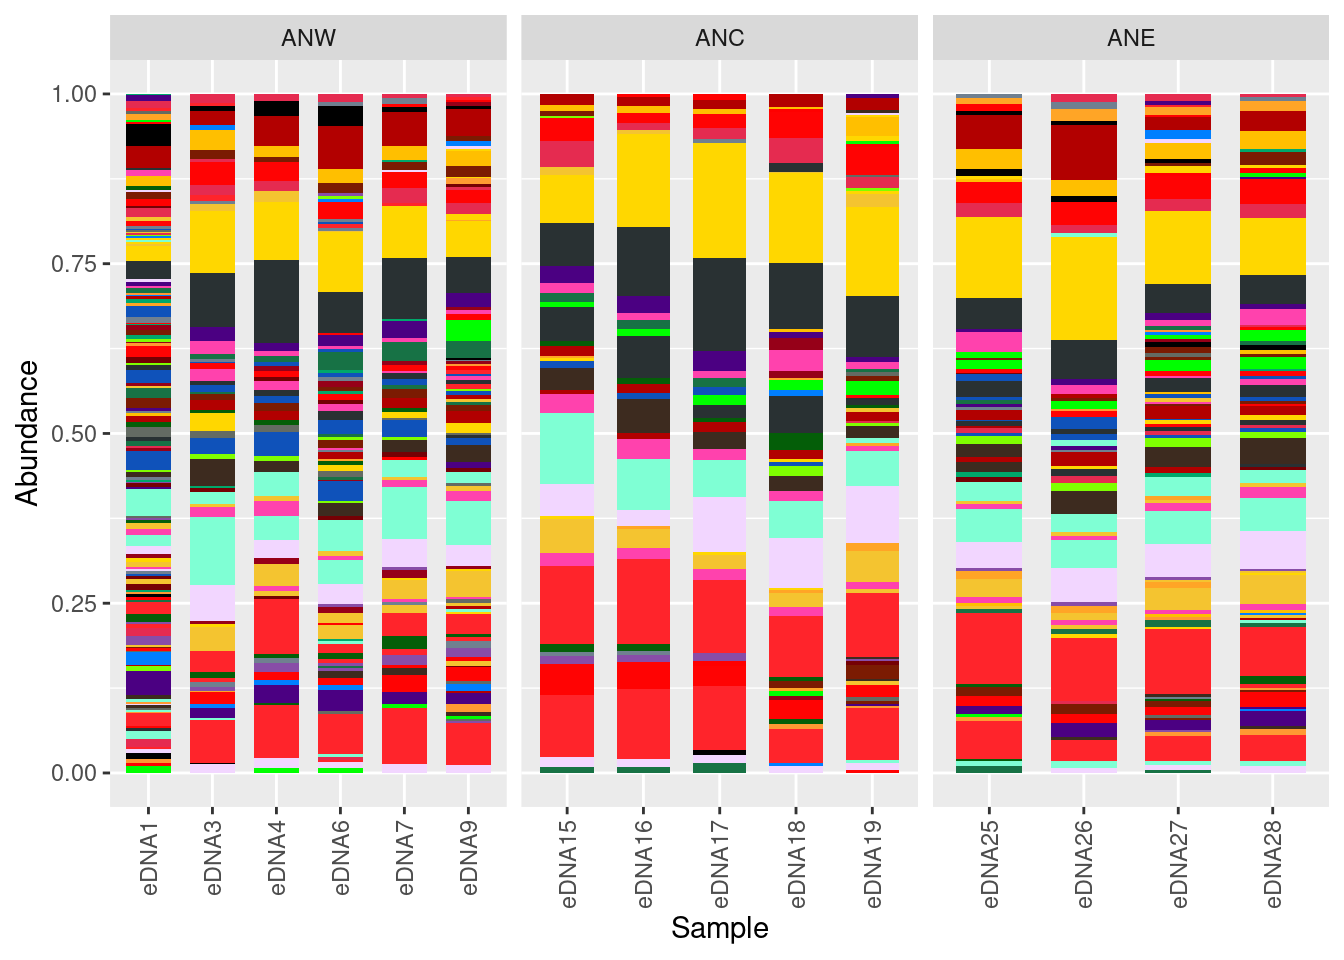 ANW ANC ANE
1.00
0.75
0.50
0.25
0.00
Abundance
eDNA1 eDNA3 eDNA4 eDNA6 eDNA7 eDNA9 eDNA15 eDNA16 eDNA17 eDNA18 eDNA19 eDNA25 eDNA26 eDNA27 eDNA28
Sample